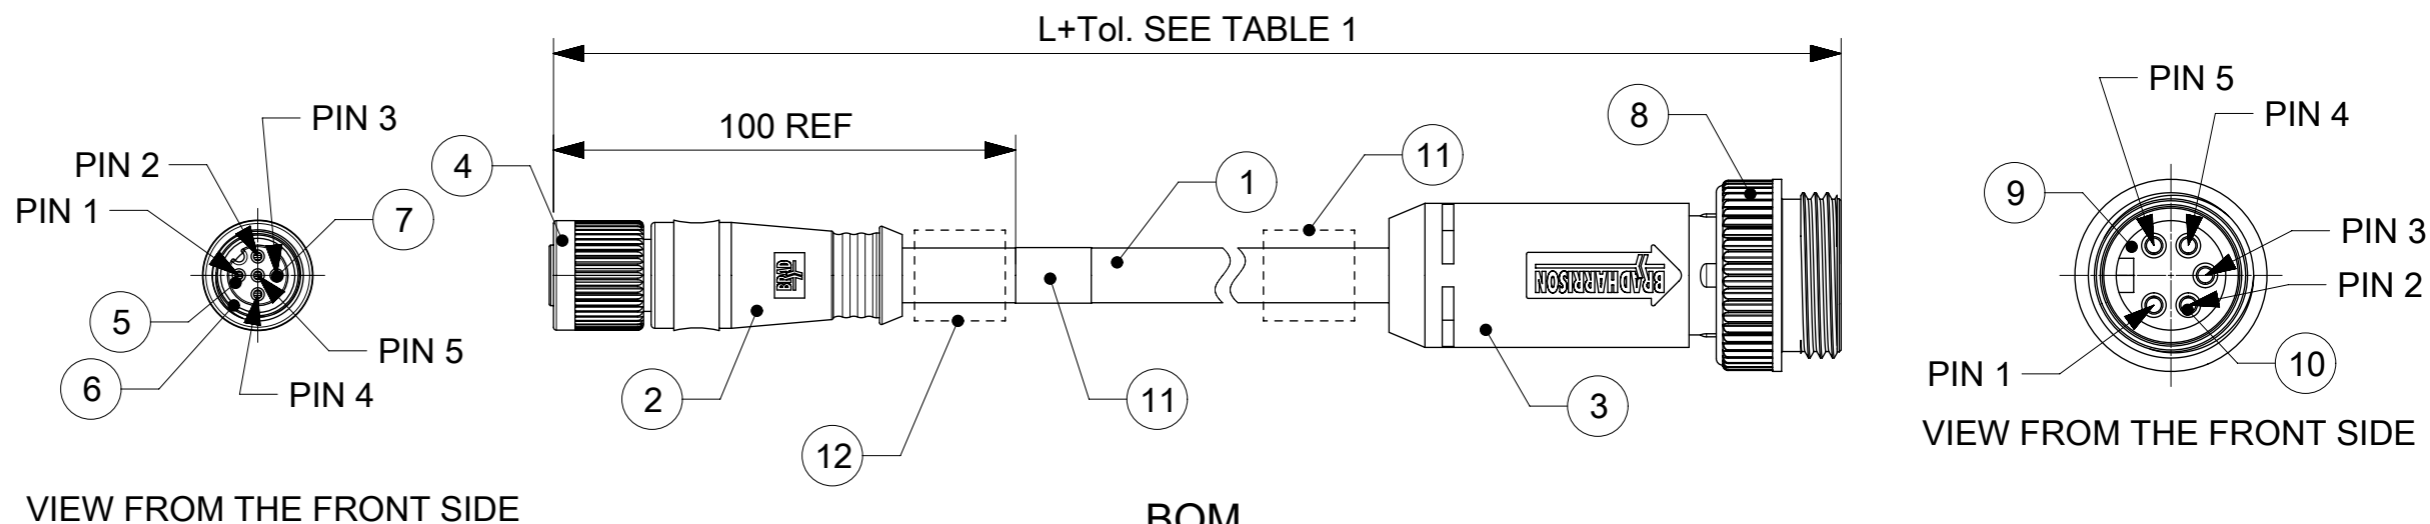 L+Tol. SEE TABLE 1
100 REF
PIN 3
PIN 2
PIN 1
4
7
5
6
PIN 5
PIN 4
VIEW FROM THE FRONT SIDE
BRAD
2
12
11
1
11
BRADHARRISON
3
8
BOM
PIN 5
PIN 4
9
PIN 3
PIN 2
PIN 1
10
VIEW FROM THE FRONT SIDE